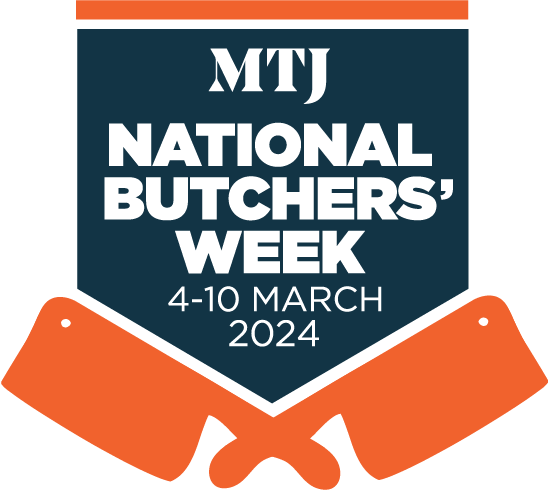 MTJ
NATIONAL
BUTCHERS’
WEEK
4-10 MARCH
2024